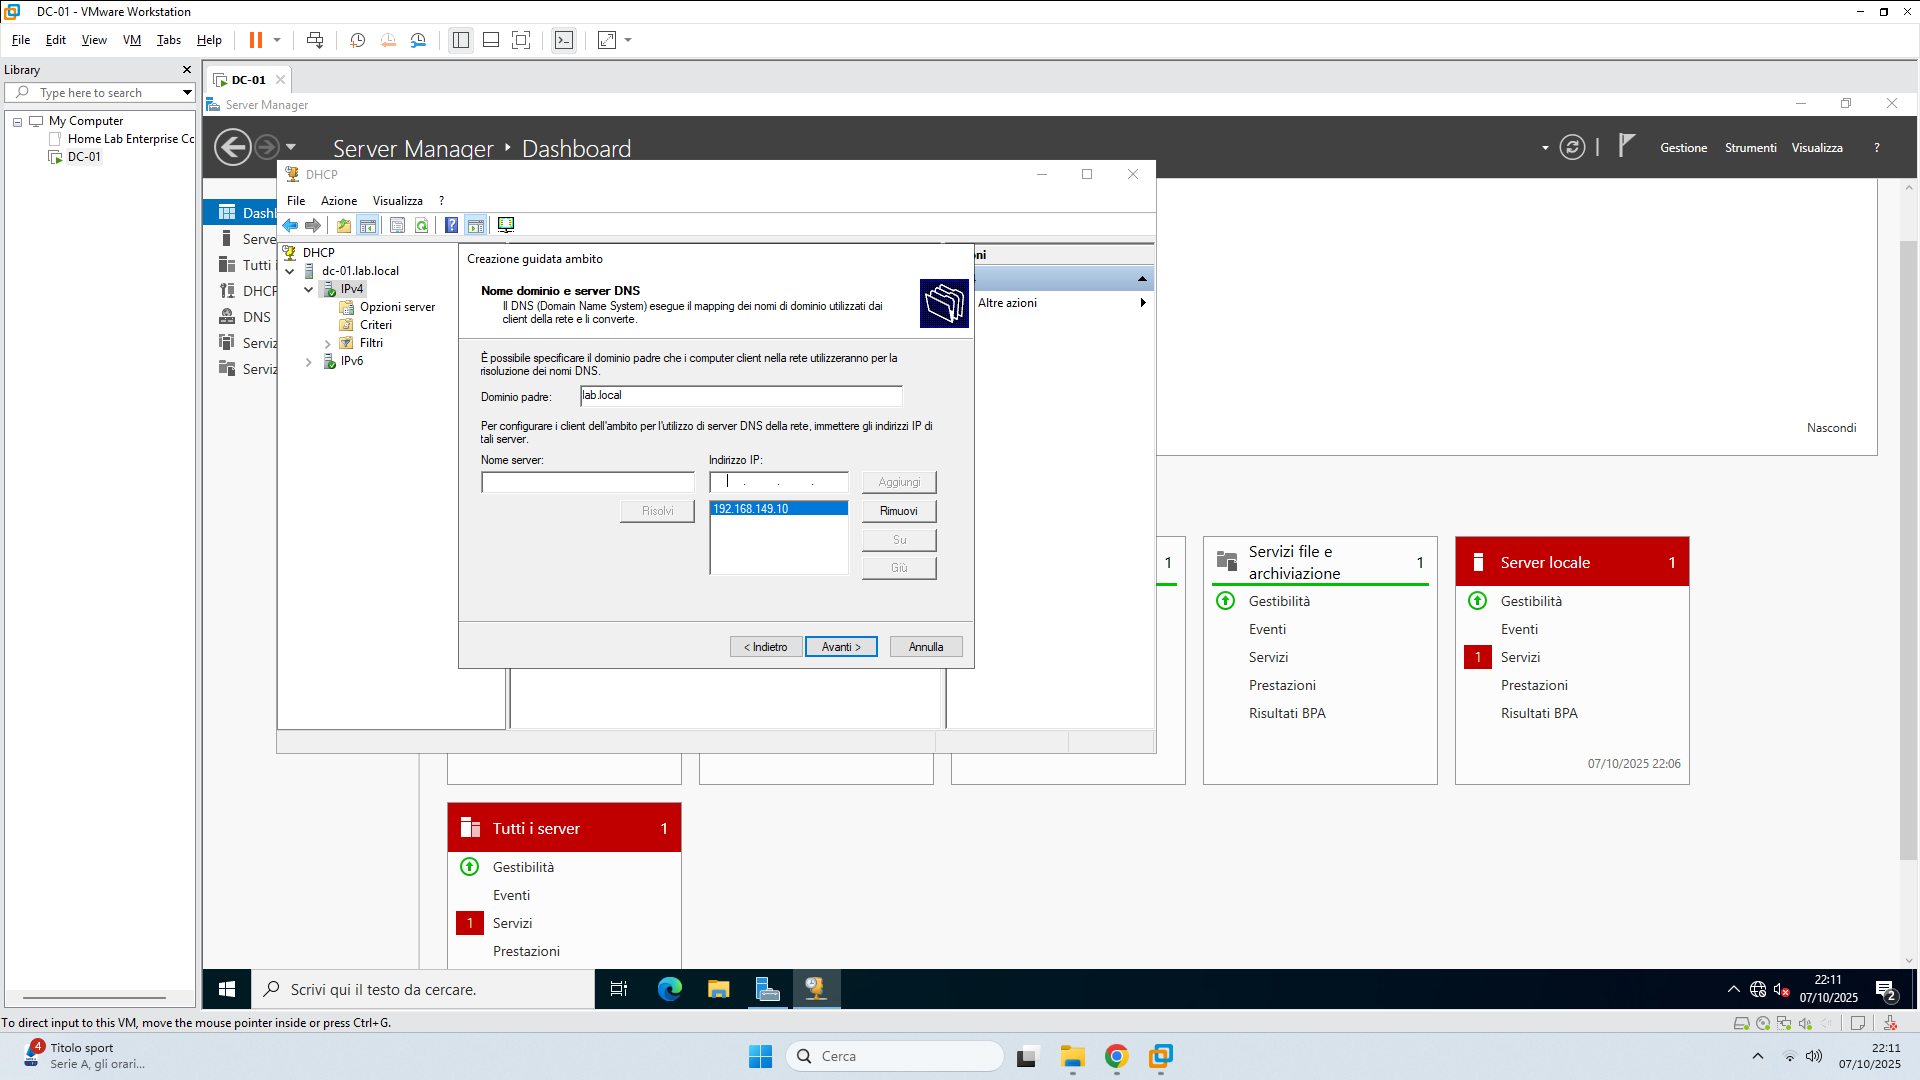 DC-01 - VMware Workstation
File Edit View VM Tabs Help
Library
Type here to search
My Computer
Home Lab Enterprise Cc
DC-01
DC-01
Server Manager
Server Manager ‣ Dashboard
Gestione Strumenti Visualizza ?
Dashl
Serve
Tutti i
DHCP
DNS
Serviz
Serviz
DHCP
File Azione Visualizza ?
DHCP
dc-01.lab.local
IPv4
Opzioni server
Criteri
Filtri
IPv6
ni
Altre azioni
Creazione guidata ambito
Nome dominio e server DNS
Il DNS (Domain Name System) esegue il mapping dei nomi di dominio utilizzati dai
client della rete e li converte.
È possibile specificare il dominio padre che i computer client nella rete utilizzeranno per la
risoluzione dei nomi DNS.
Dominio padre: lab.local
Per configurare i client dell'ambito per l'utilizzo di server DNS della rete, immettere gli indirizzi IP di
tali server.
Nome server: Indirizzo IP:
. . . Aggiungi
Risolvi 192.168.149.10 Rimuovi
Su
Giù
< Indietro Avanti > Annulla
Nascondi
1
Servizi file e
archiviazione 1
Gestibilità
Eventi
Servizi
Prestazioni
Risultati BPA
Server locale 1
Gestibilità
Eventi
1 Servizi
Prestazioni
Risultati BPA
07/10/2025 22:06
Tutti i server 1
Gestibilità
Eventi
1 Servizi
Prestazioni
Scrivi qui il testo da cercare.
22:11
07/10/2025
2
To direct input to this VM, move the mouse pointer inside or press Ctrl+G.
4
Titolo sport
Serie A, gli orari...
Cerca
22:11
07/10/2025